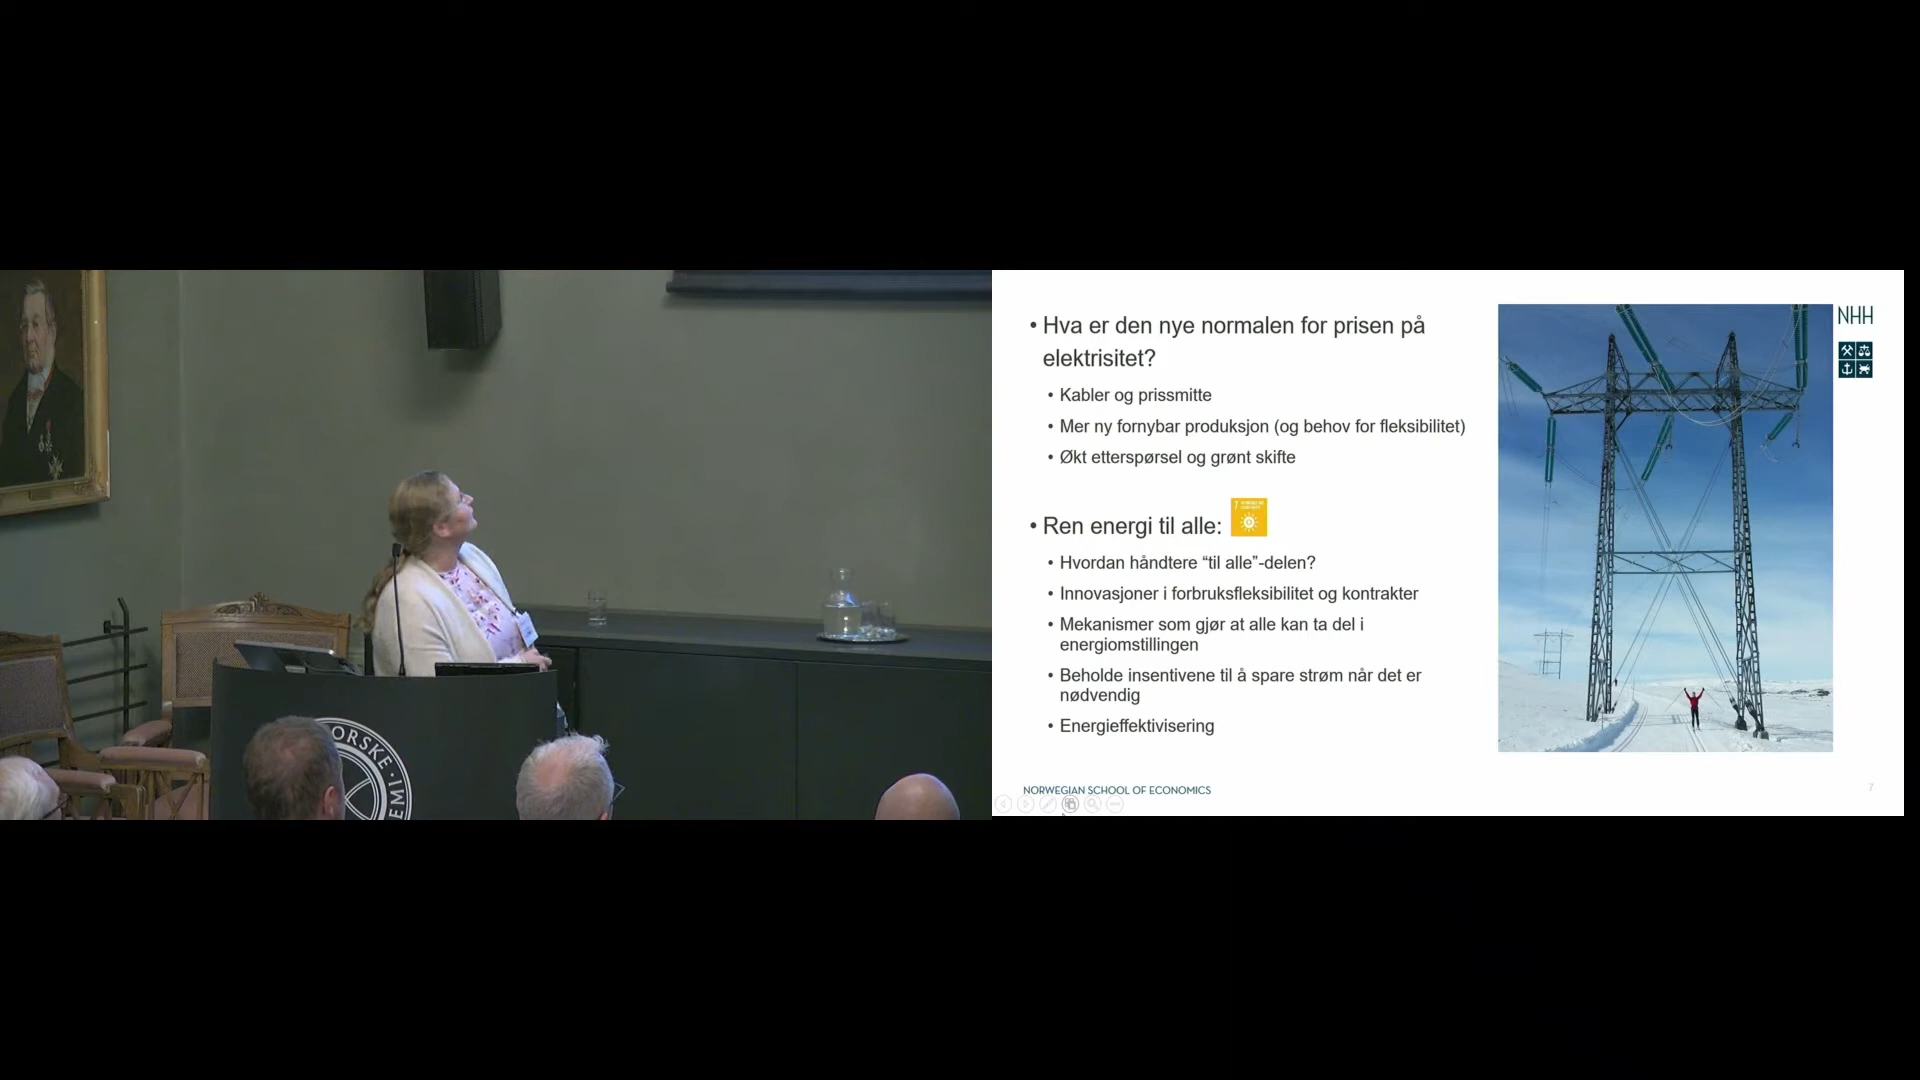 • Hva er den nye normalen for prisen på
elektrisitet?
• Kabler og prissmitte
• Mer ny fornybar produksjon (og behov for fleksibilitet)
• Økt etterspørsel og grønt skifte
• Ren energi til alle:
7
• Hvordan håndtere “til alle”-delen?
• Innovasjoner i forbruksfleksibilitet og kontrakter
• Mekanismer som gjør at alle kan ta del i
energiomstillingen
• Beholde insentivene til å spare strøm når det er
nødvendig
• Energieffektivisering
NHH
NORWEGIAN SCHOOL OF ECONOMICS
7
ORSKE ·